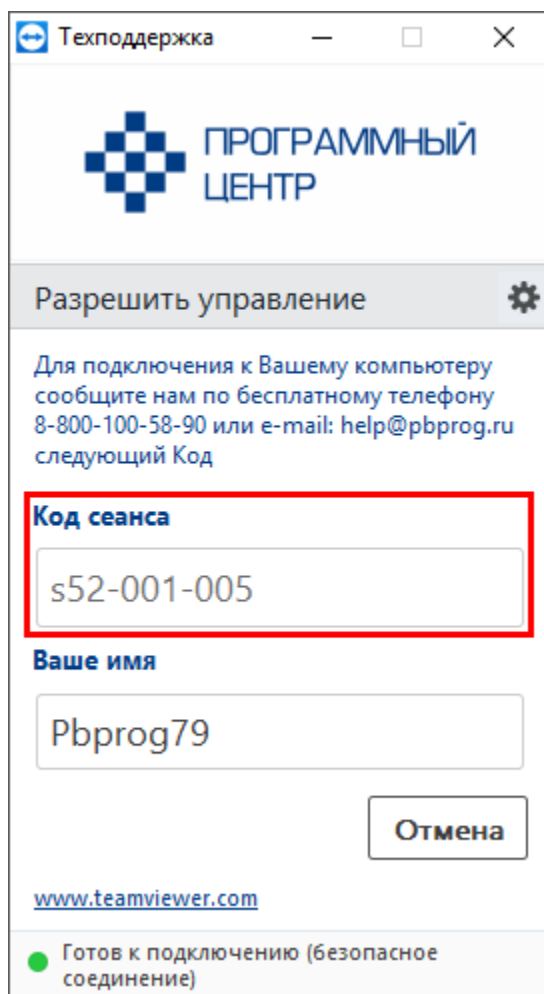 Техподдержка
ПРОГРАММНЫЙ
ЦЕНТР
Разрешить управление
Для подключения к Вашему компьютеру
сообщите нам по бесплатному телефону
8-800-100-58-90 или e-mail: help@pbprog.ru
следующий Код
Код сеанса
s52-001-005
Ваше имя
Pbprog79
Отмена
www.teamviewer.com
Готов к подключению (безопасное
соединение)